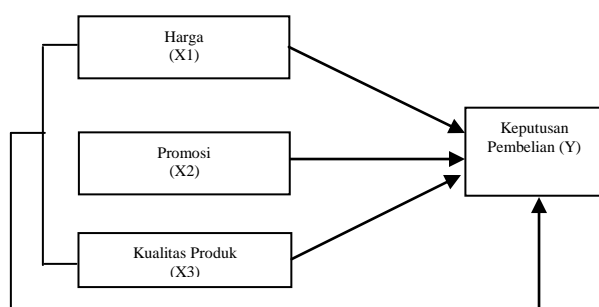 Harga
(X1)
Promosi
(X2)
Kualitas Produk
(X3)
Keputusan
Pembelian (Y)